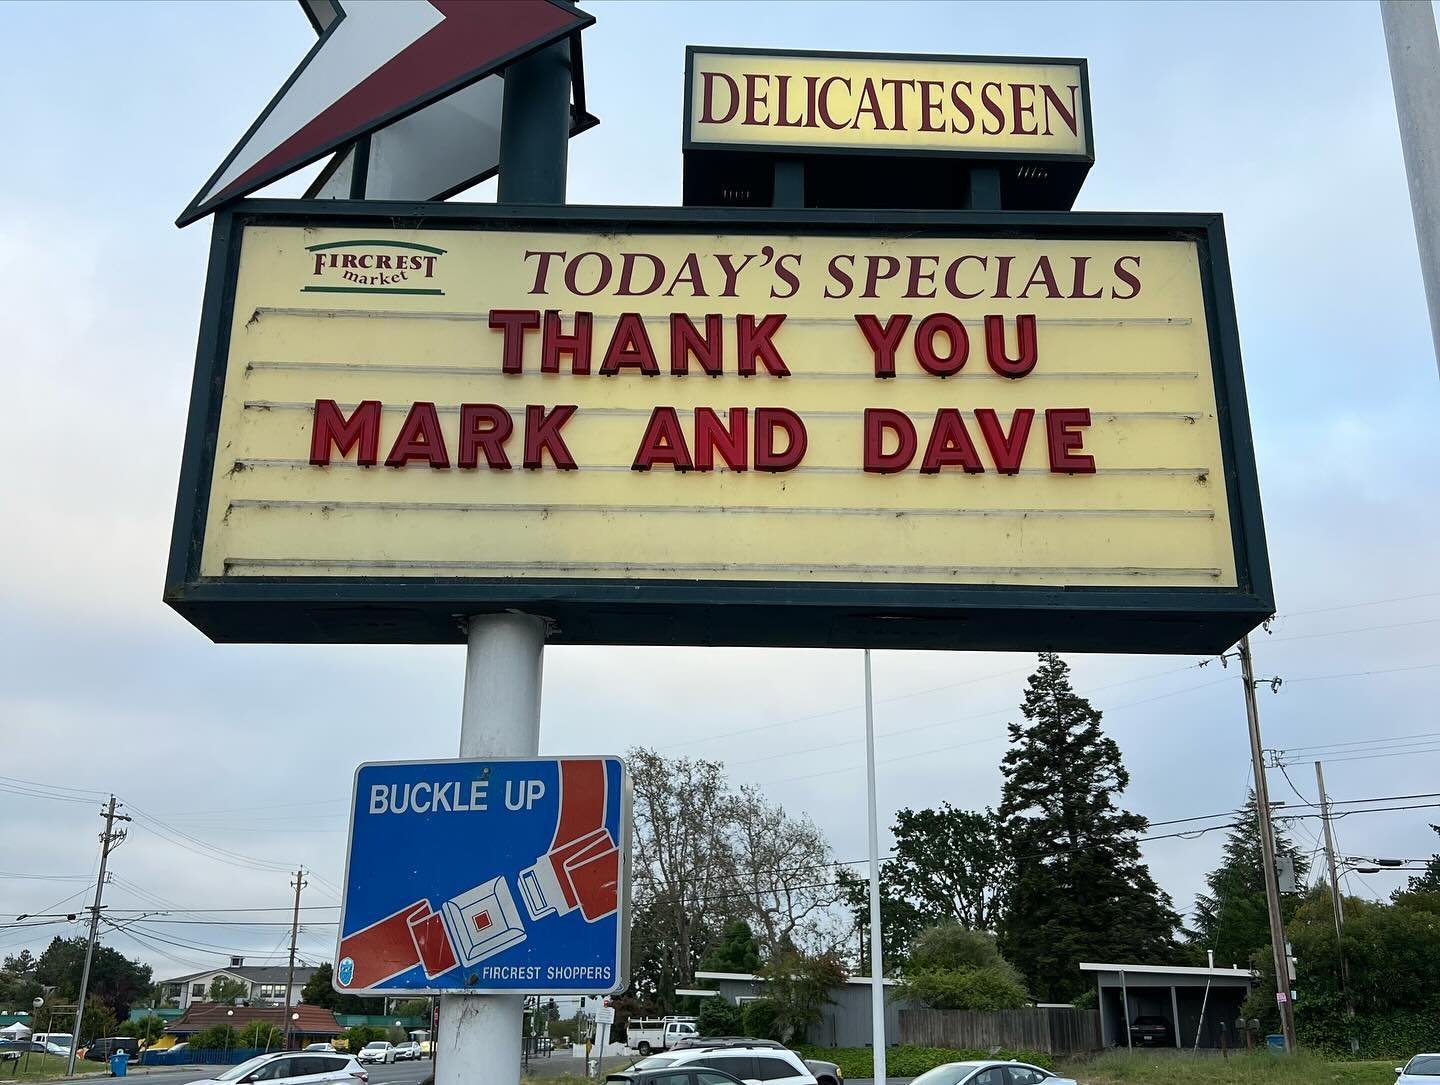 DELICATESSEN
FIRCREST
market
TODAY'S SPECIALS
THANK YOU
MARK AND DAVE
BUCKLE UP
FIRCREST SHOPPERS